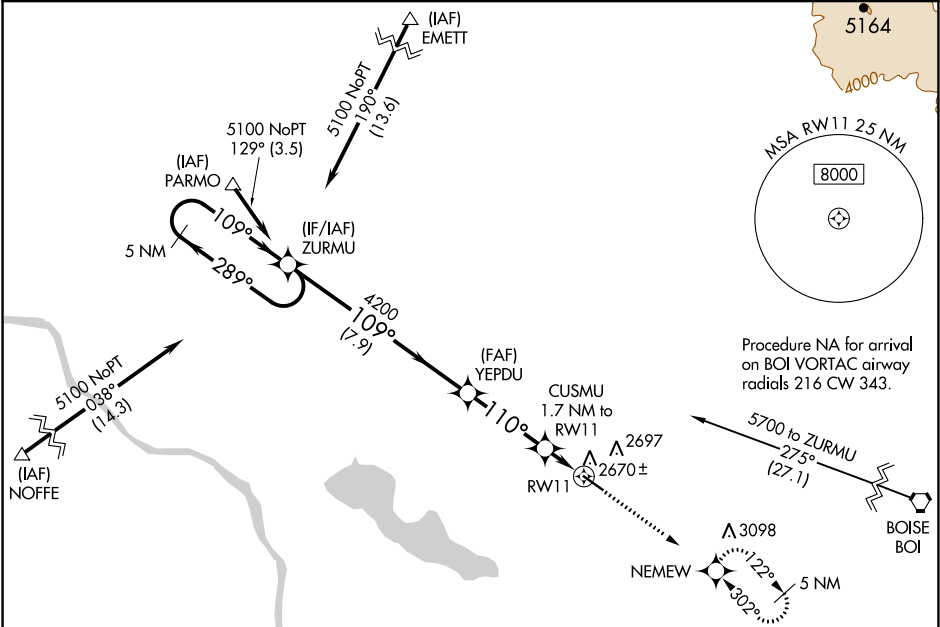 (IAF)
EMETT
5164
4000
5100 NoPT
190°
(13.6)
5100 NoPT
129° (3.5)
(IAF)
PARMO
MSA RW11 25 NM
8000
109°
5 NM
289°
(IF/IAF)
ZURMU
4200
109°
(7.9)
Procedure NA for arrival
on BOI VORTAC airway
radials 216 CW 343.
5100 NoPT
038°
(14.3)
(IAF)
NOFFE
(FAF)
YEPDU
110°
CUSMU
1.7 NM to
RW11
2697
2670±
RW11
5700 to ZURMU
275°
(27.1)
BOISE
BOI
3098
NEMEW
122°
302°
5 NM